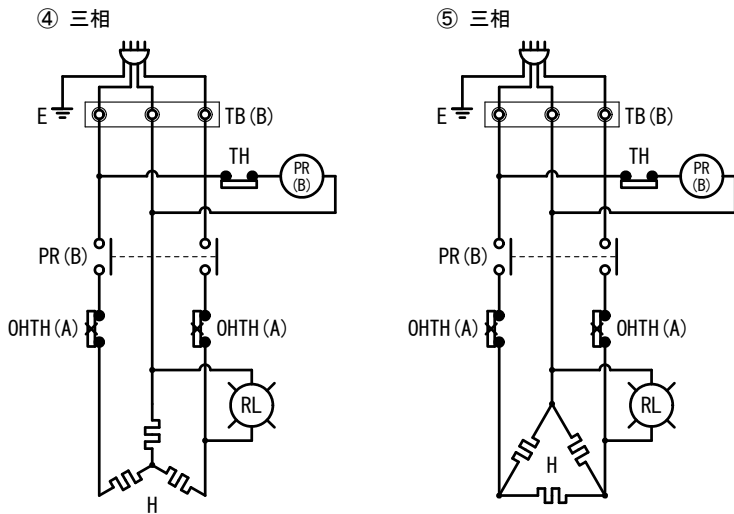 ④ 三相
E
TB(B)
TH
PR
(B)
PR(B)
OHTH(A)
OHTH(A)
RL
H
⑤ 三相
E
TB(B)
TH
PR
(B)
PR(B)
OHTH(A)
OHTH(A)
RL
H